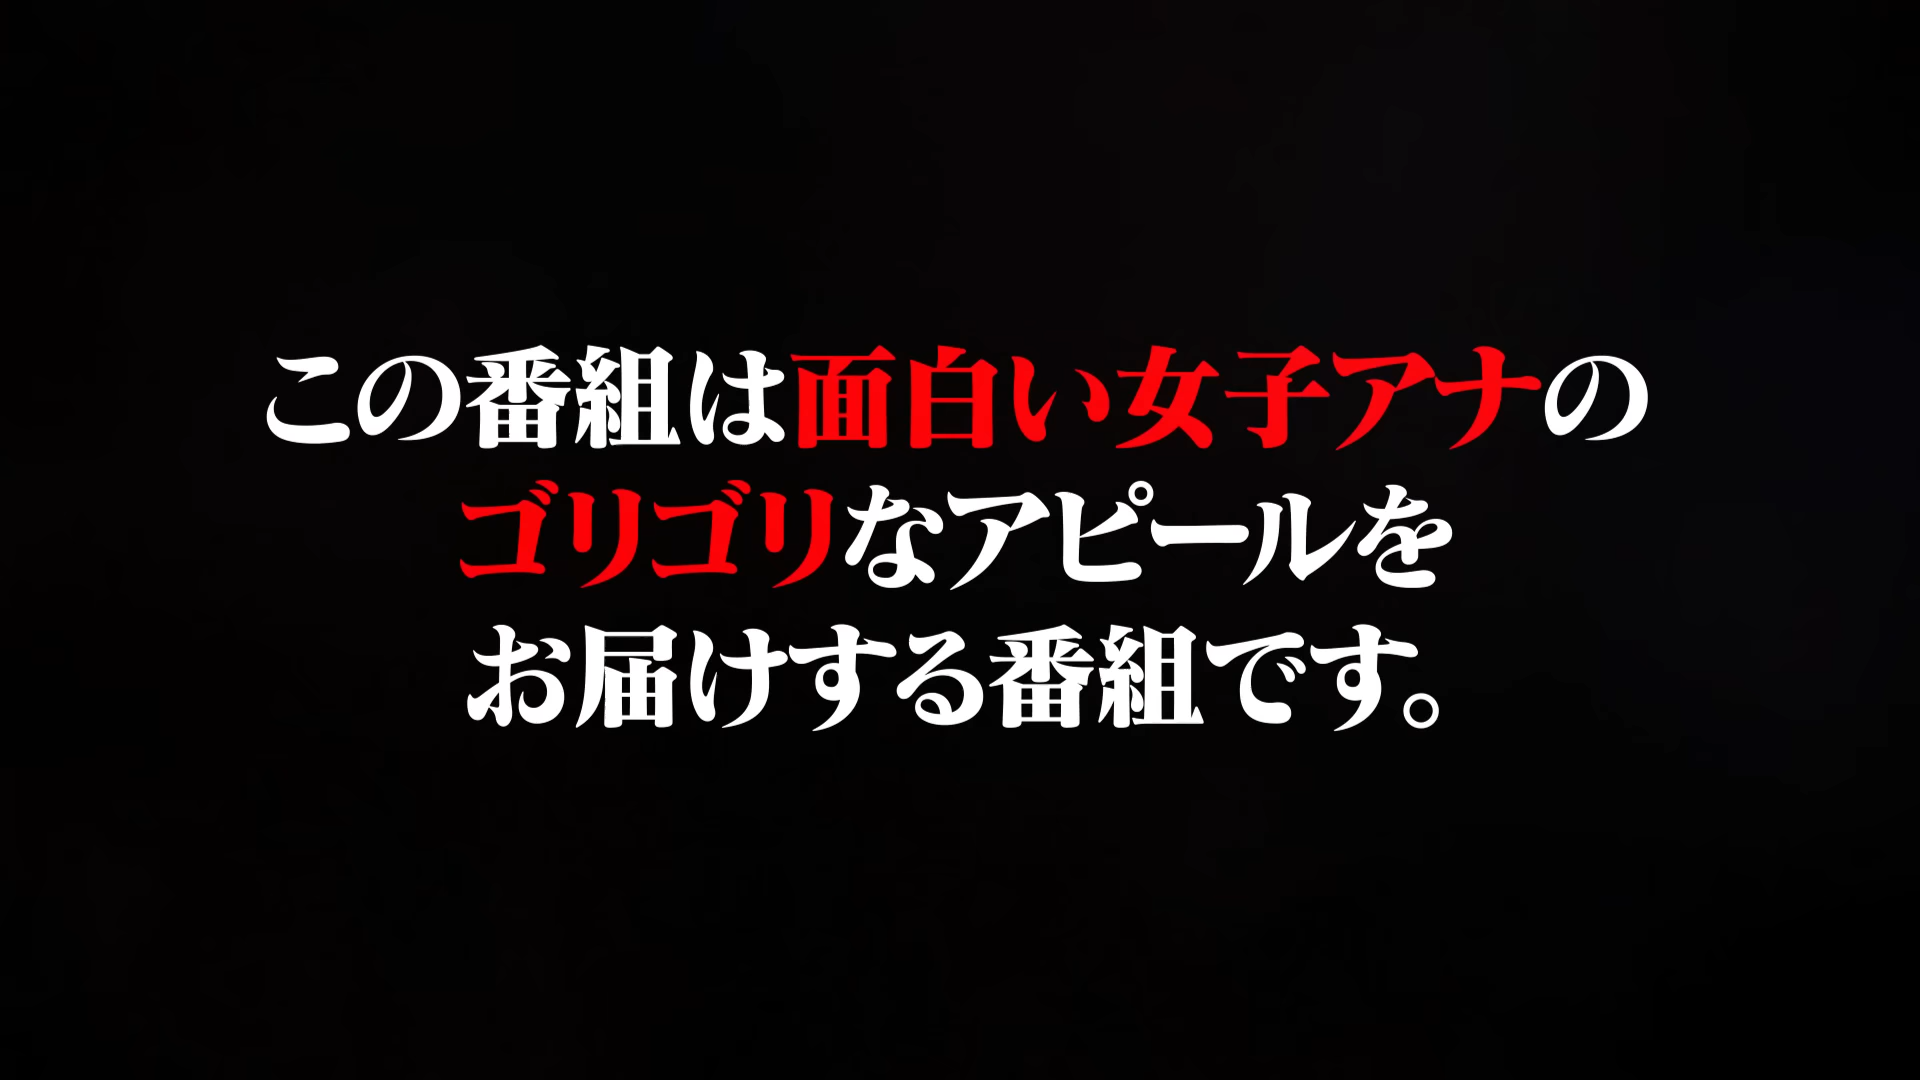 この番組は面白い女子アナの
ゴリゴリなアピールを
お届けする番組です。